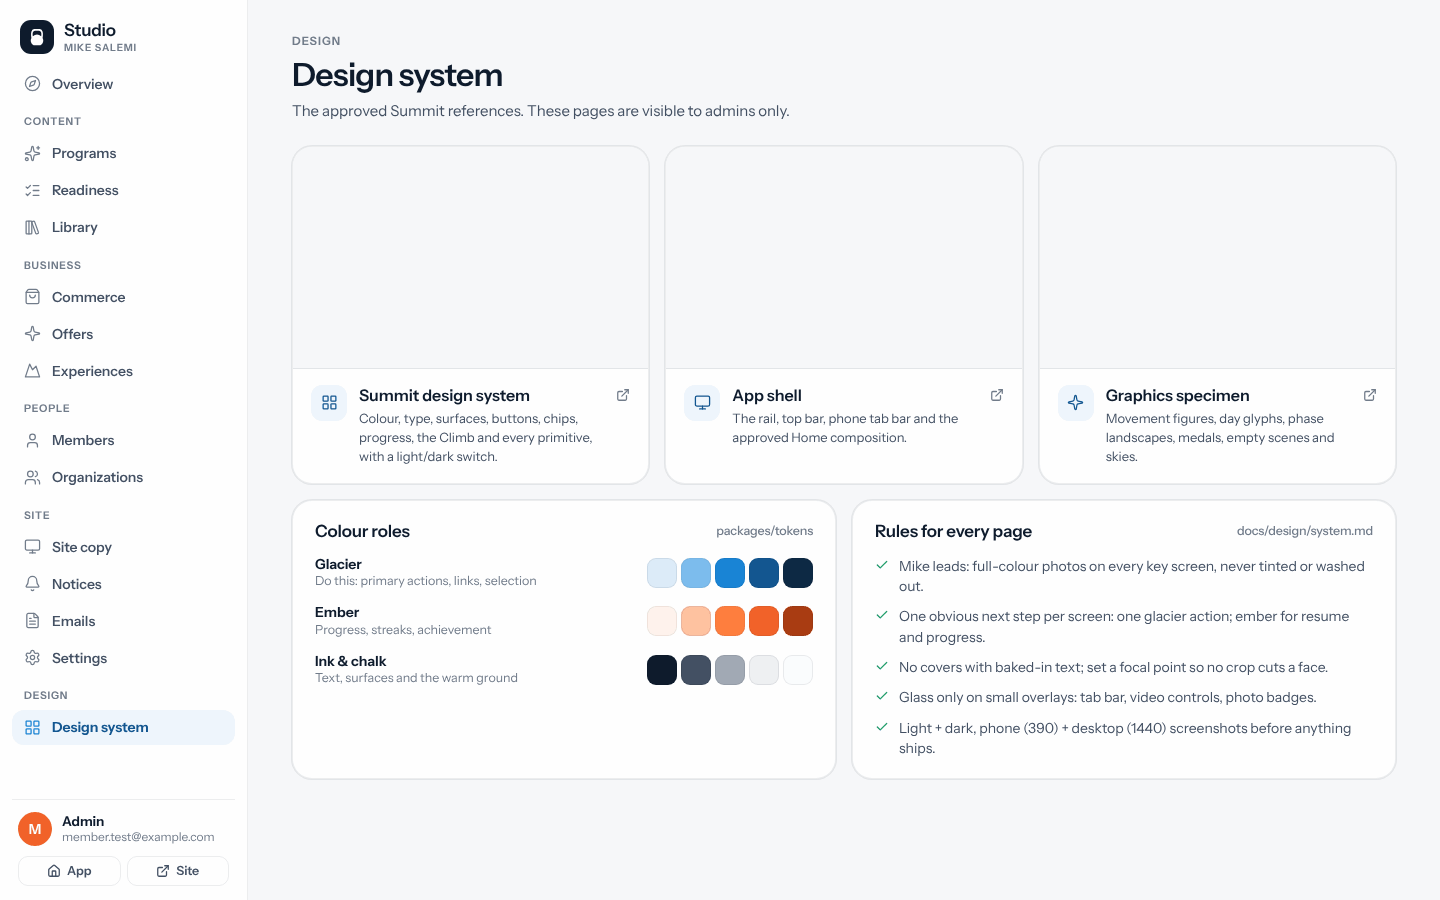 Studio
MIKE SALEMI
Overview
CONTENT
Programs
Readiness
Library
BUSINESS
Commerce
Offers
Experiences
PEOPLE
Members
Organizations
SITE
Site copy
Notices
Emails
Settings
DESIGN
Design system
M
Admin
member.test@example.com
App
Site
DESIGN
Design system
The approved Summit references. These pages are visible to admins only.
Summit design system
Colour, type, surfaces, buttons, chips,
progress, the Climb and every primitive,
with a light/dark switch.
App shell
The rail, top bar, phone tab bar and the
approved Home composition.
Graphics specimen
Movement figures, day glyphs, phase
landscapes, medals, empty scenes and
skies.
Colour roles
packages/tokens
Glacier
Do this: primary actions, links, selection
Ember
Progress, streaks, achievement
Ink & chalk
Text, surfaces and the warm ground
Rules for every page
docs/design/system.md
Mike leads: full-colour photos on every key screen, never tinted or washed
out.
One obvious next step per screen: one glacier action; ember for resume
and progress.
No covers with baked-in text; set a focal point so no crop cuts a face.
Glass only on small overlays: tab bar, video controls, photo badges.
Light + dark, phone (390) + desktop (1440) screenshots before anything
ships.